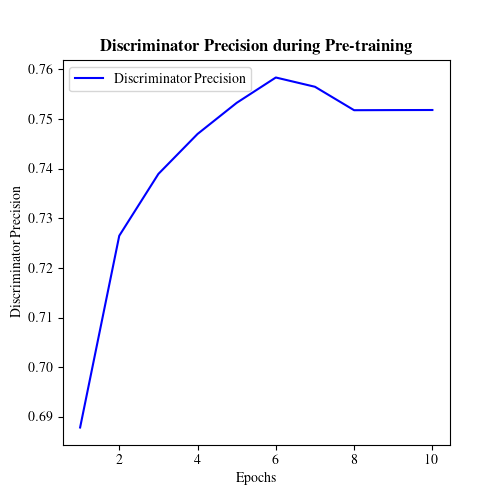 Discriminator Precision during Pre-training
Discriminator Precision
0.76
0.75
0.74
0.73
0.72
0.71
0.70
0.69
Discriminator Precision
2 4 6 8 10
Epochs